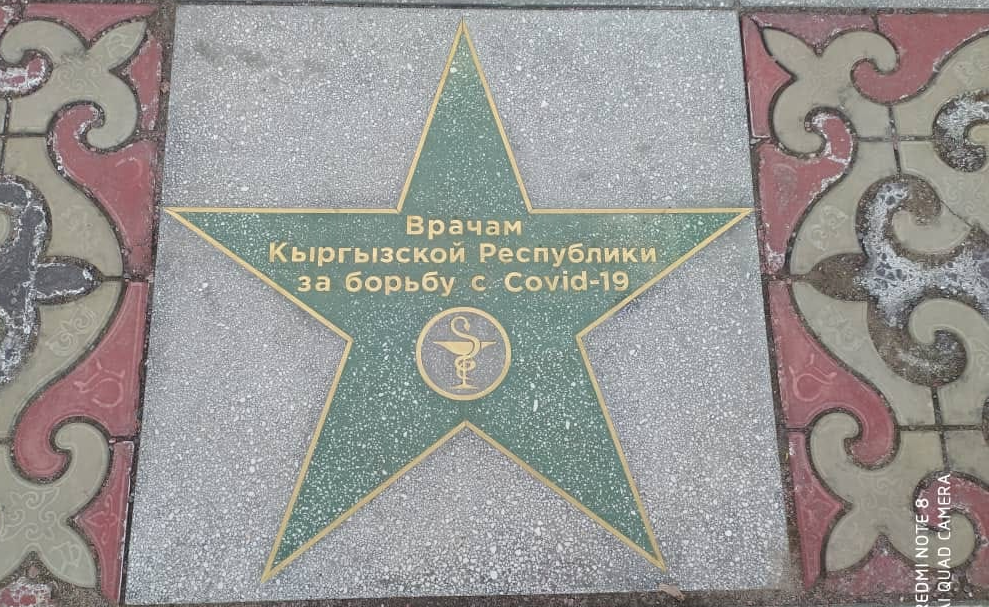 Врачам
Кыргызской Республики
за борьбу с Covid-19
REDMI NOTE 8
AI QUAD CAMERA